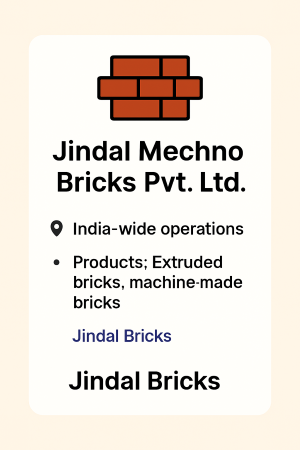 Jindal Mechno
Bricks Pvt. Ltd.
India-wide operations
• Products; Extruded
bricks, machine-made
bricks
Jindal Bricks
Jindal Bricks